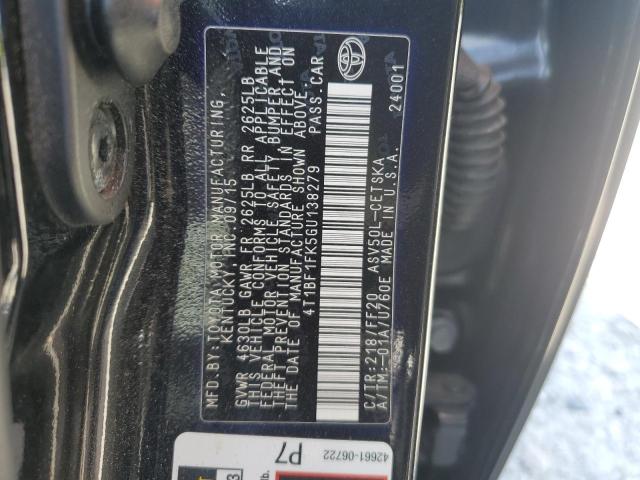 MFD. BY: TOYOTA MOTOR MANUFACTURING,
KENTUCKY, INC. 09/15
GVWR 4630LB GAWR FR 2625LB RR 2625LB
THIS VEHICLE CONFORMS TO ALL APPLICABLE
FEDERAL MOTOR VEHICLE SAFETY, BUMPER, AND
THEFT PREVENTION STANDARDS IN EFFECT ON
THE DATE OF MANUFACTURE SHOWN ABOVE.
4T1BF1FK5GU138279 PASS. CAR
C/TR: 218/FF20 ASV50L-CETSKA
A/TM: -01A/U760E MADE IN U.S.A.
24001
P7
42661-06722
3
lb.